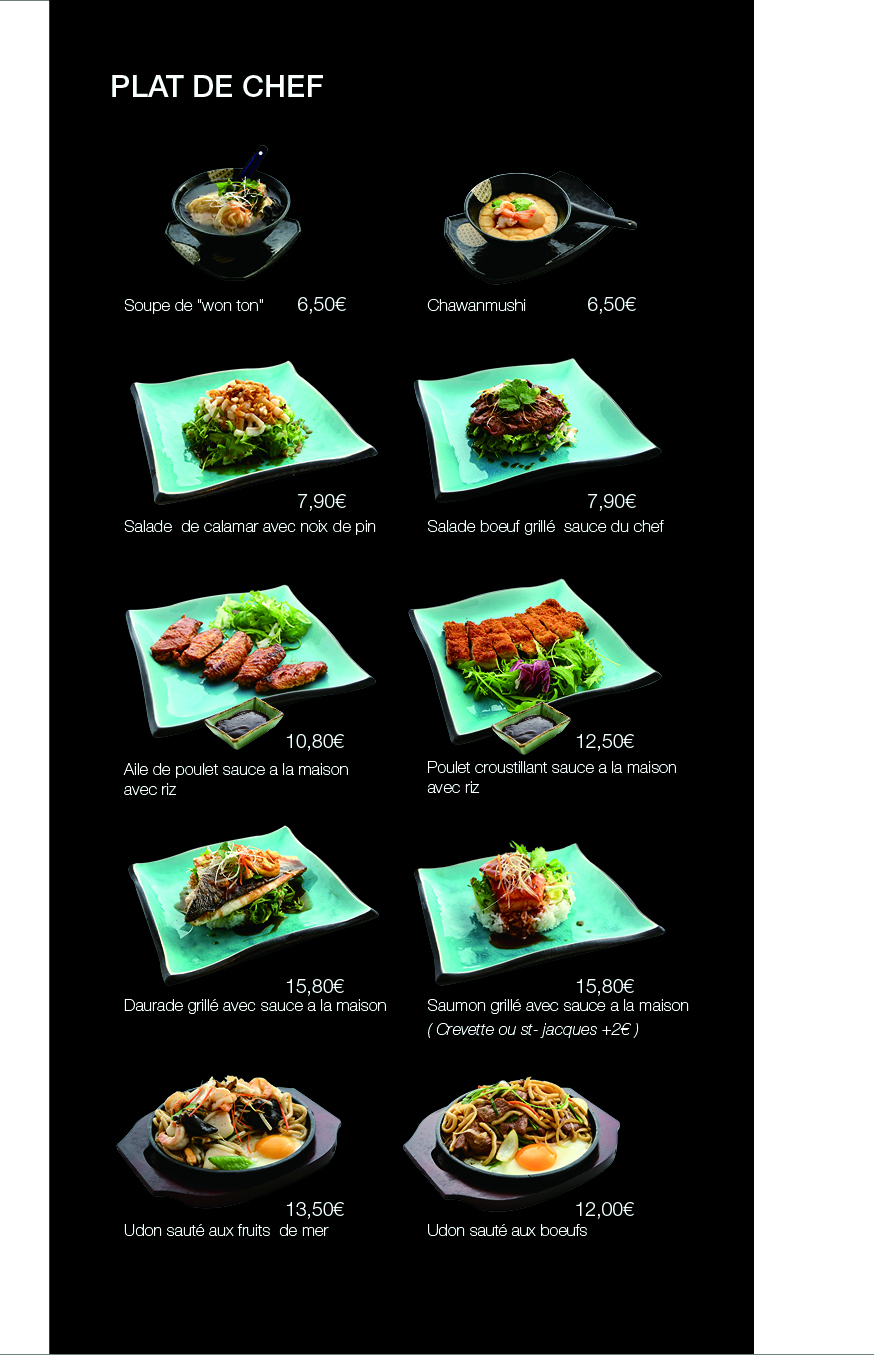 PLAT DE CHEF
Soupe de "won ton" 6,50€
Chawanmushi 6,50€
7,90€
Salade de calamar avec noix de pin
7,90€
Salade boeuf grillé sauce du chef
10,80€
Aile de poulet sauce a la maison
avec riz
12,50€
Poulet croustillant sauce a la maison
avec riz
15,80€
Daurade grillé avec sauce a la maison
15,80€
Saumon grillé avec sauce a la maison
( Crevette ou st- jacques +2€ )
13,50€
Udon sauté aux fruits de mer
12,00€
Udon sauté aux boeufs